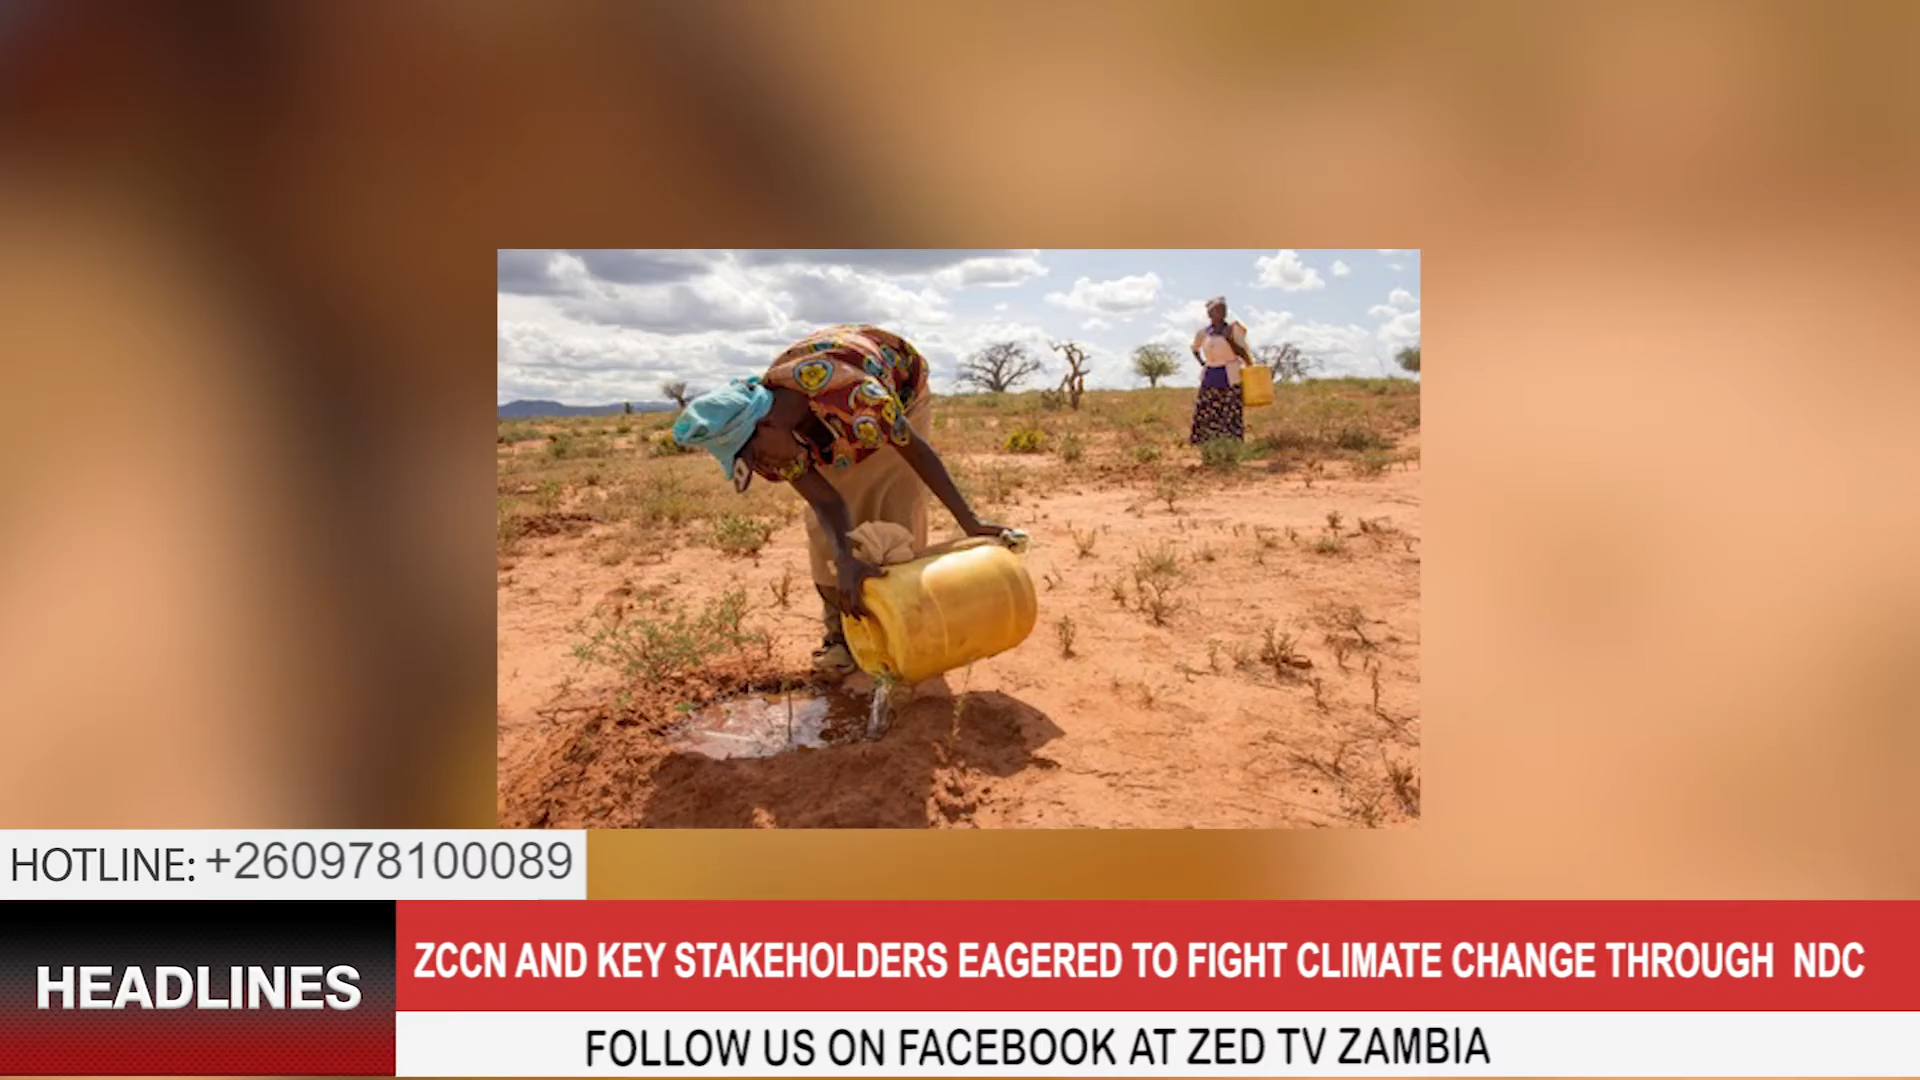 HOTLINE: +260978100089
HEADLINES
ZCCN AND KEY STAKEHOLDERS EAGERED TO FIGHT CLIMATE CHANGE THROUGH NDC
FOLLOW US ON FACEBOOK AT ZED TV ZAMBIA